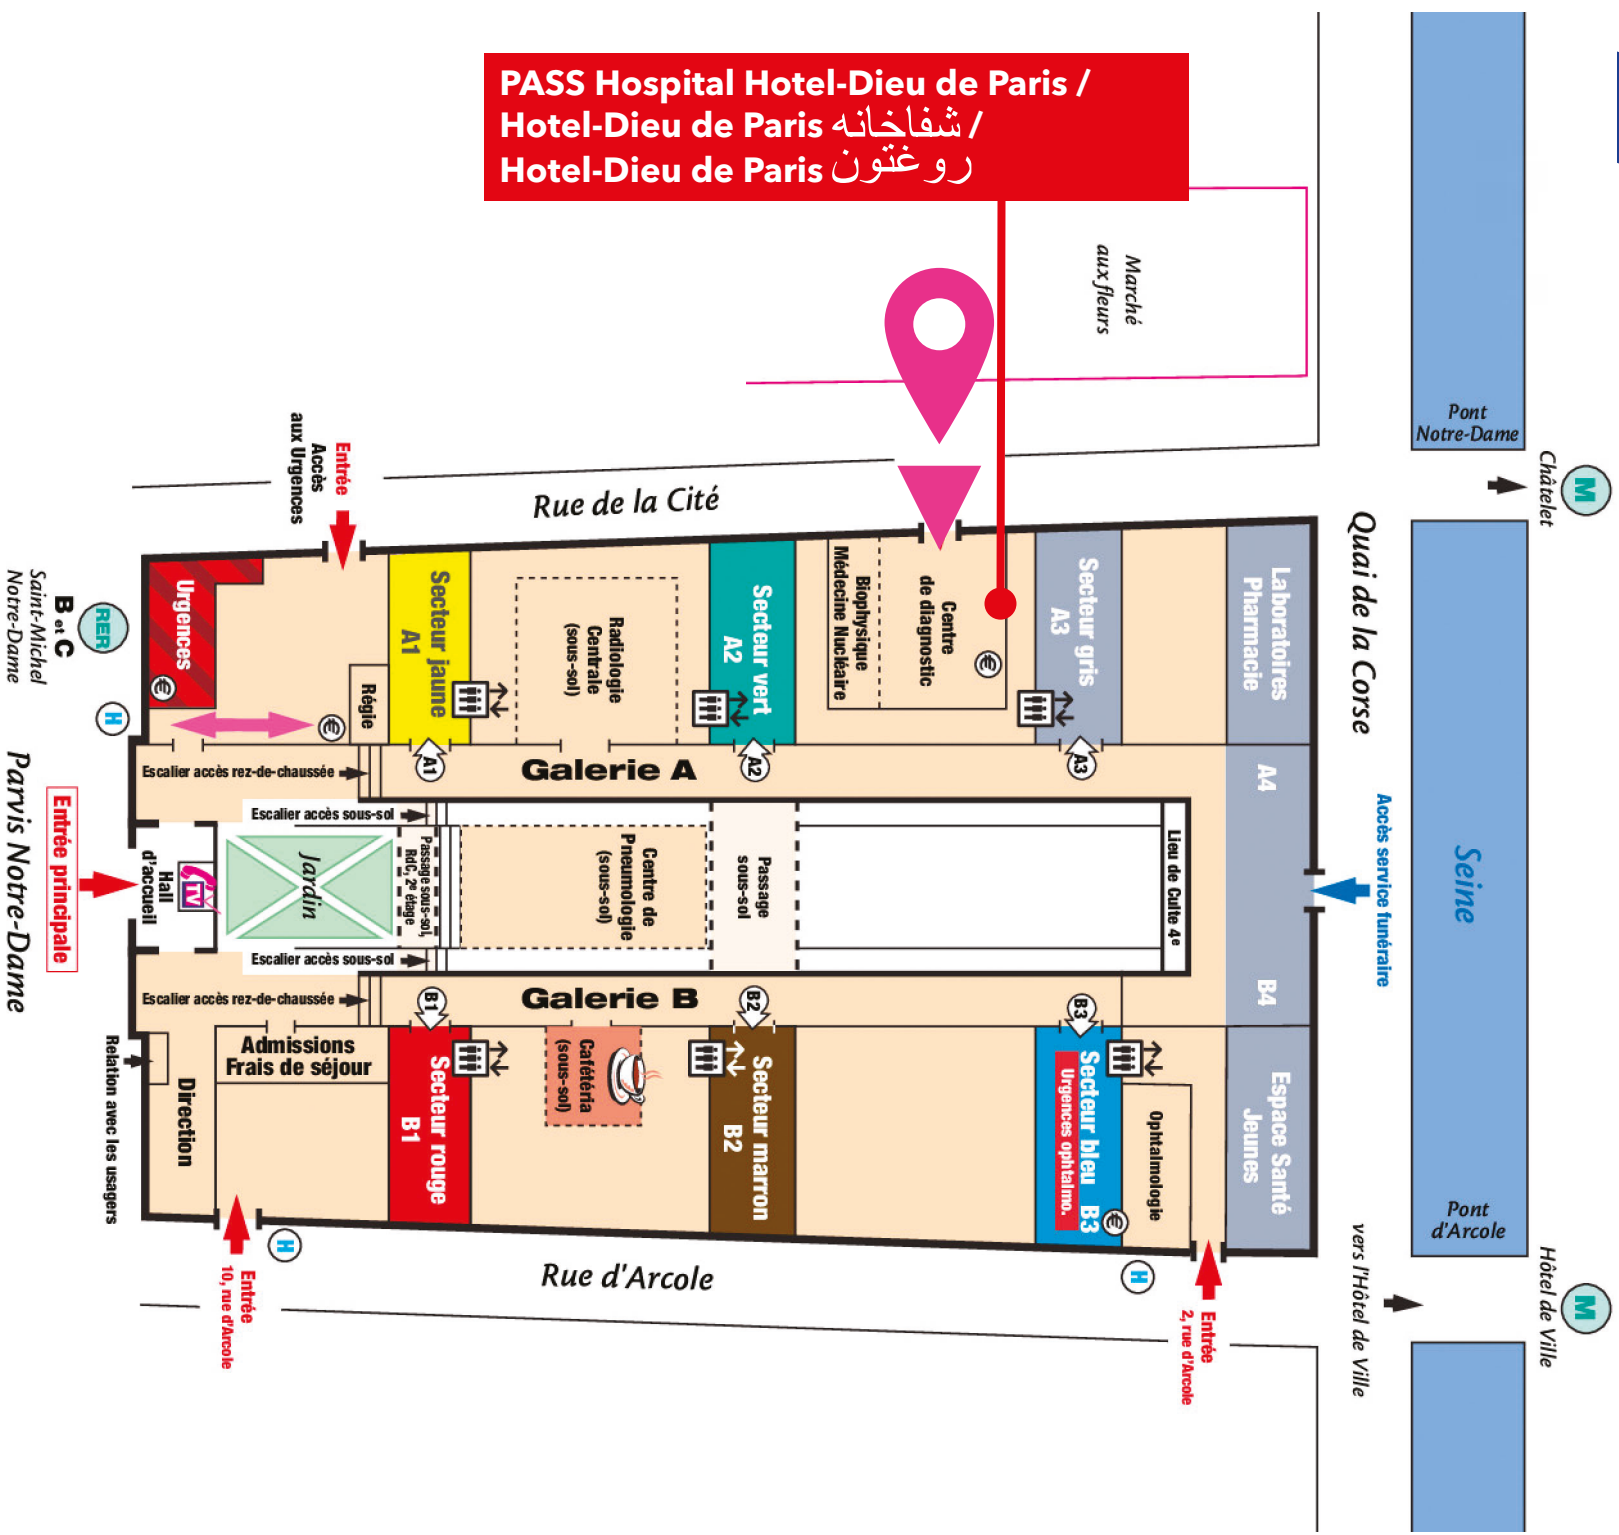 PASS Hospital Hotel-Dieu de Paris /
Hotel-Dieu de Paris شفاخانه /
Hotel-Dieu de Paris روغتون
Marché
aux fleurs
Pont
Notre-Dame
Châtelet
M
Entrée
Accès
aux Urgences
Rue de la Cité
Quai de la Corse
Saint-Michel
Notre-Dame
B et C
RER
H
Urgences
€
€
Régie
Secteur jaune
A1
Radiologie
Centrale
(sous-sol)
Secteur vert
A2
Biophysique
Médecine Nucléaire
Centre
de diagnostic
€
Secteur gris
A3
Laboratoires
Pharmacie
Escalier accès rez-de-chaussée
A1
Galerie A
A2
A3
A4
Parvis Notre-Dame
Entrée principale
Hall
d'accueil
TV
Escalier accès sous-sol
Jardin
Passage sous-sol,
RdC, 2e étage
Centre de
Pneumologie
(sous-sol)
Passage
sous-sol
Lieu de Culte 4e
Accès service funéraire
Seine
Escalier accès sous-sol
Escalier accès rez-de-chaussée
B1
Galerie B
B2
B3
B4
Relation avec les usagers
Direction
Admissions
Frais de séjour
Secteur rouge
B1
Cafétéria
(sous-sol)
Secteur marron
B2
Secteur bleu B3
Urgences ophtalmo.
€
Ophtalmologie
Espace Santé
Jeunes
Pont
d'Arcole
H
Entrée
10, rue d'Arcole
Rue d'Arcole
H
Entrée
2, rue d'Arcole
vers l'Hôtel de Ville
Hôtel de Ville
M